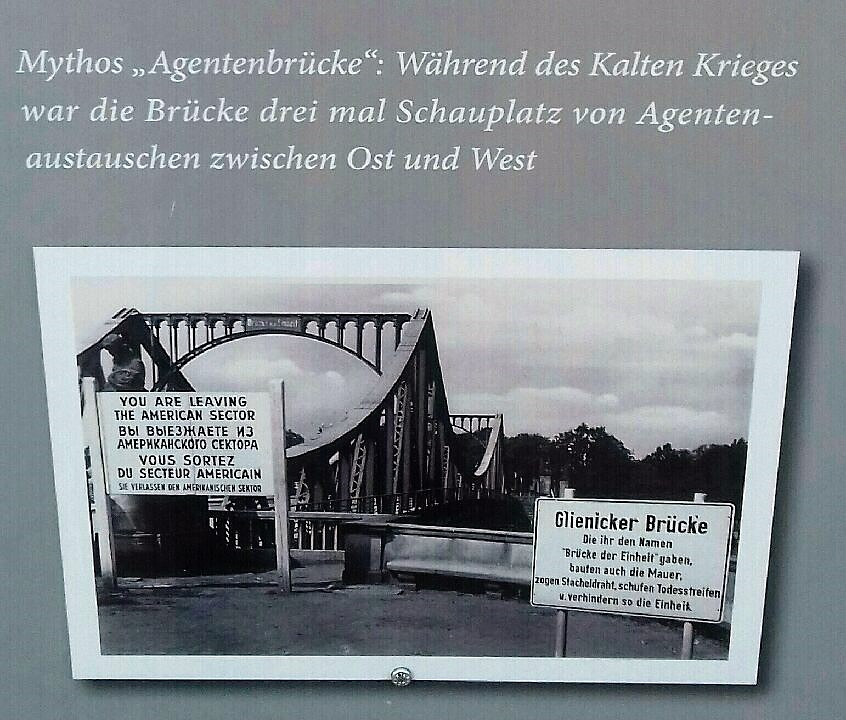 Mythos „Agentenbrücke“: Während des Kalten Krieges
war die Brücke drei mal Schauplatz von Agenten-
austauschen zwischen Ost und West
YOU ARE LEAVING
THE AMERICAN SECTOR
ВЫ ВЫЕЗЖАЕТЕ ИЗ
АМЕРИКАНСКОГО СЕКТОРА
VOUS SORTEZ
DU SECTEUR AMERICAIN
SIE VERLASSEN DEN AMERIKANISCHEN SEKTOR
Glienicker Brücke
Die ihr den Namen
"Brücke der Einheit" gaben,
bauten auch die Mauer,
zogen Stacheldraht, schufen Todesstreifen
u. verhindern so die Einheit.